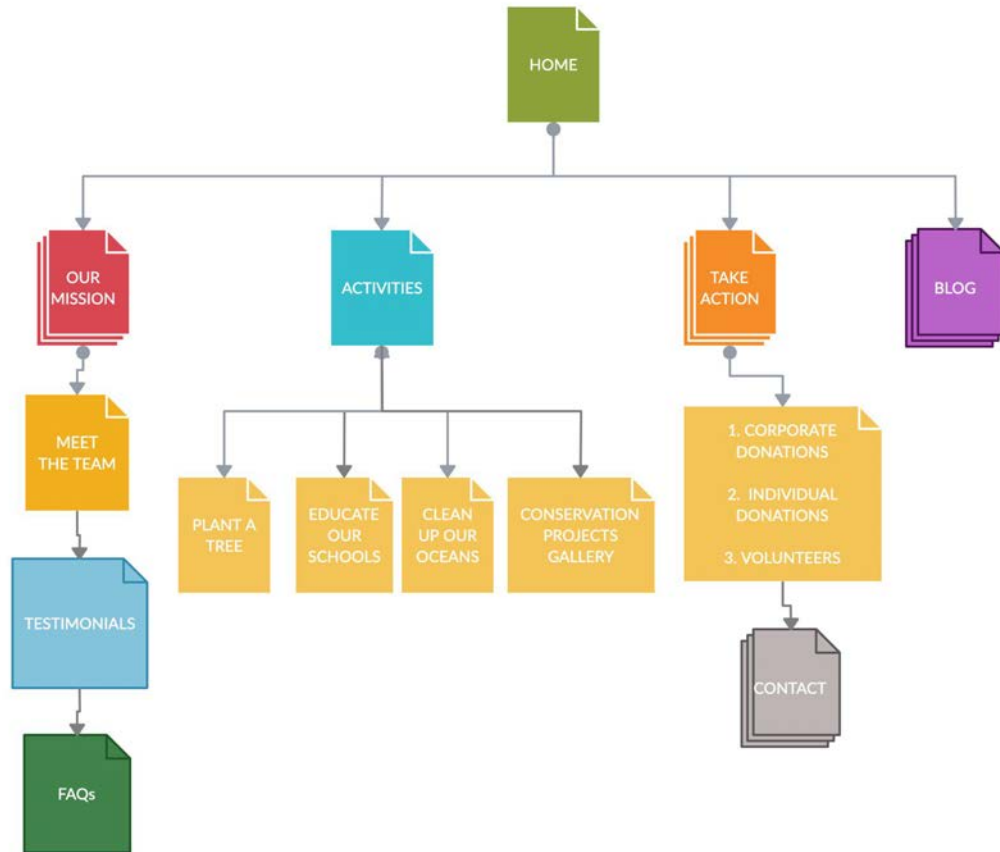 HOME
OUR
MISSION
ACTIVITIES
TAKE
ACTION
BLOG
MEET
THE TEAM
PLANT A
TREE
EDUCATE
OUR
SCHOOLS
CLEAN
UP OUR
OCEANS
CONSERVATION
PROJECTS
GALLERY
1. CORPORATE
DONATIONS
2. INDIVIDUAL
DONATIONS
3. VOLUNTEERS
TESTIMONIALS
CONTACT
FAQs